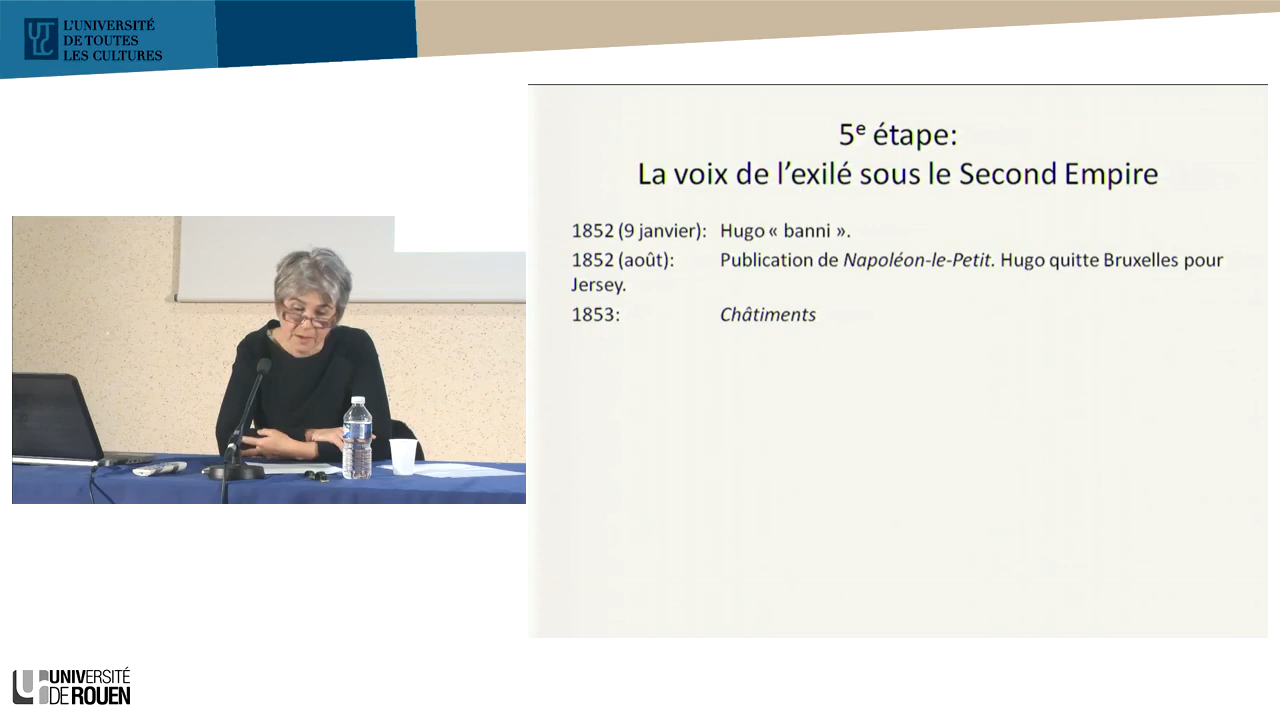 L'UNIVERSITÉ
DE TOUTES
LES CULTURES
5e étape:
La voix de l'exilé sous le Second Empire
1852 (9 janvier): Hugo « banni ».
1852 (août): Publication de Napoléon-le-Petit. Hugo quitte Bruxelles pour
Jersey.
1853: Châtiments
UNIVERSITÉ
DE ROUEN